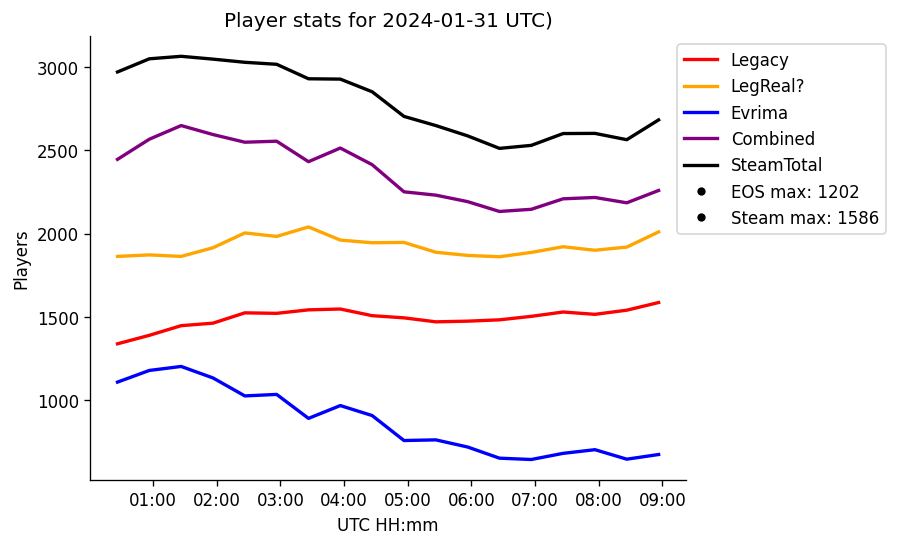 Player stats for 2024-01-31 UTC)
Legacy
LegReal?
Evrima
Combined
SteamTotal
EOS max: 1202
Steam max: 1586
Players
3000
2500
2000
1500
1000
01:00 02:00 03:00 04:00 05:00 06:00 07:00 08:00 09:00
UTC HH:mm